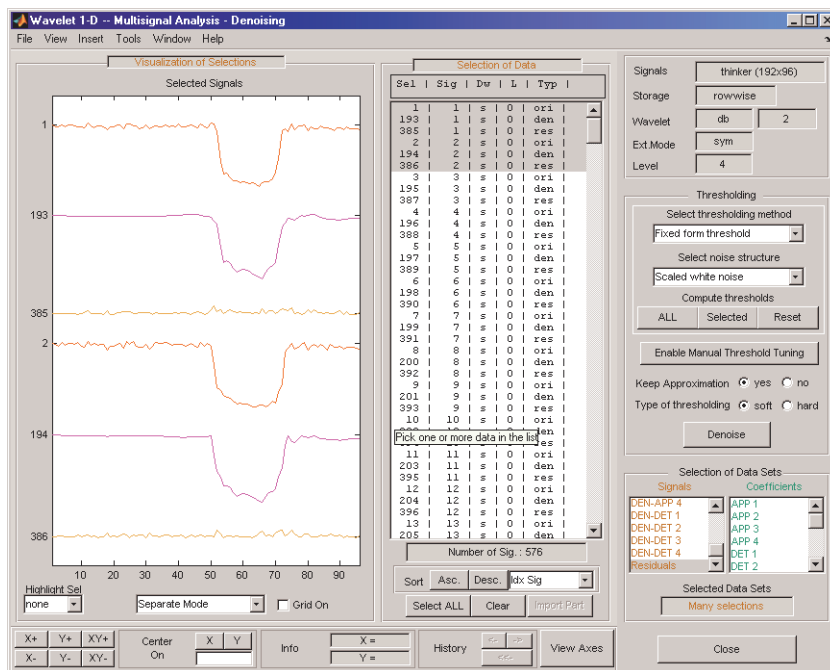 Wavelet 1-D -- Multisignal Analysis - Denoising
File View Insert Tools Window Help
Visualization of Selections
Selected Signals
1
193
385
2
194
386
10 20 30 40 50 60 70 80 90
Highlight Sel
none
Separate Mode
Grid On
Selection of Data
Sel | Sig | Dw | L | Typ |
1 | 1 | s | 0 | ori |
193 | 1 | s | 0 | den |
385 | 1 | s | 0 | res |
2 | 2 | s | 0 | ori |
194 | 2 | s | 0 | den |
386 | 2 | s | 0 | res |
3 | 3 | s | 0 | ori |
195 | 3 | s | 0 | den |
387 | 3 | s | 0 | res |
4 | 4 | s | 0 | ori |
196 | 4 | s | 0 | den |
388 | 4 | s | 0 | res |
5 | 5 | s | 0 | ori |
197 | 5 | s | 0 | den |
389 | 5 | s | 0 | res |
6 | 6 | s | 0 | ori |
198 | 6 | s | 0 | den |
390 | 6 | s | 0 | res |
7 | 7 | s | 0 | ori |
199 | 7 | s | 0 | den |
391 | 7 | s | 0 | res |
8 | 8 | s | 0 | ori |
200 | 8 | s | 0 | den |
392 | 8 | s | 0 | res |
9 | 9 | s | 0 | ori |
201 | 9 | s | 0 | den |
393 | 9 | s | 0 | res |
10 | 10 | s | 0 | ori |
den |
Pick one or more data in the list
res |
11 | 11 | s | 0 | ori |
203 | 11 | s | 0 | den |
395 | 11 | s | 0 | res |
12 | 12 | s | 0 | ori |
204 | 12 | s | 0 | den |
396 | 12 | s | 0 | res |
13 | 13 | s | 0 | ori |
205 | 13 | s | 0 | den |
Number of Sig. : 576
Sort Asc. Desc. Idx Sig
Select ALL Clear Import Part
Signals thinker (192x96)
Storage rowwise
Wavelet db 2
Ext.Mode sym
Level 4
Thresholding
Select thresholding method
Fixed form threshold
Select noise structure
Scaled white noise
Compute thresholds
ALL Selected Reset
Enable Manual Threshold Tuning
Keep Approximation yes no
Type of thresholding soft hard
Denoise
Selection of Data Sets
Signals Coefficients
DEN-APP 4 APP 1
DEN-DET 1 APP 2
DEN-DET 2 APP 3
DEN-DET 3 APP 4
DEN-DET 4 DET 1
Residuals DET 2
Selected Data Sets
Many selections
X+ Y+ XY+
X- Y- XY-
Center On X Y
Info X =
Y =
History <- ->
<<-
View Axes
Close